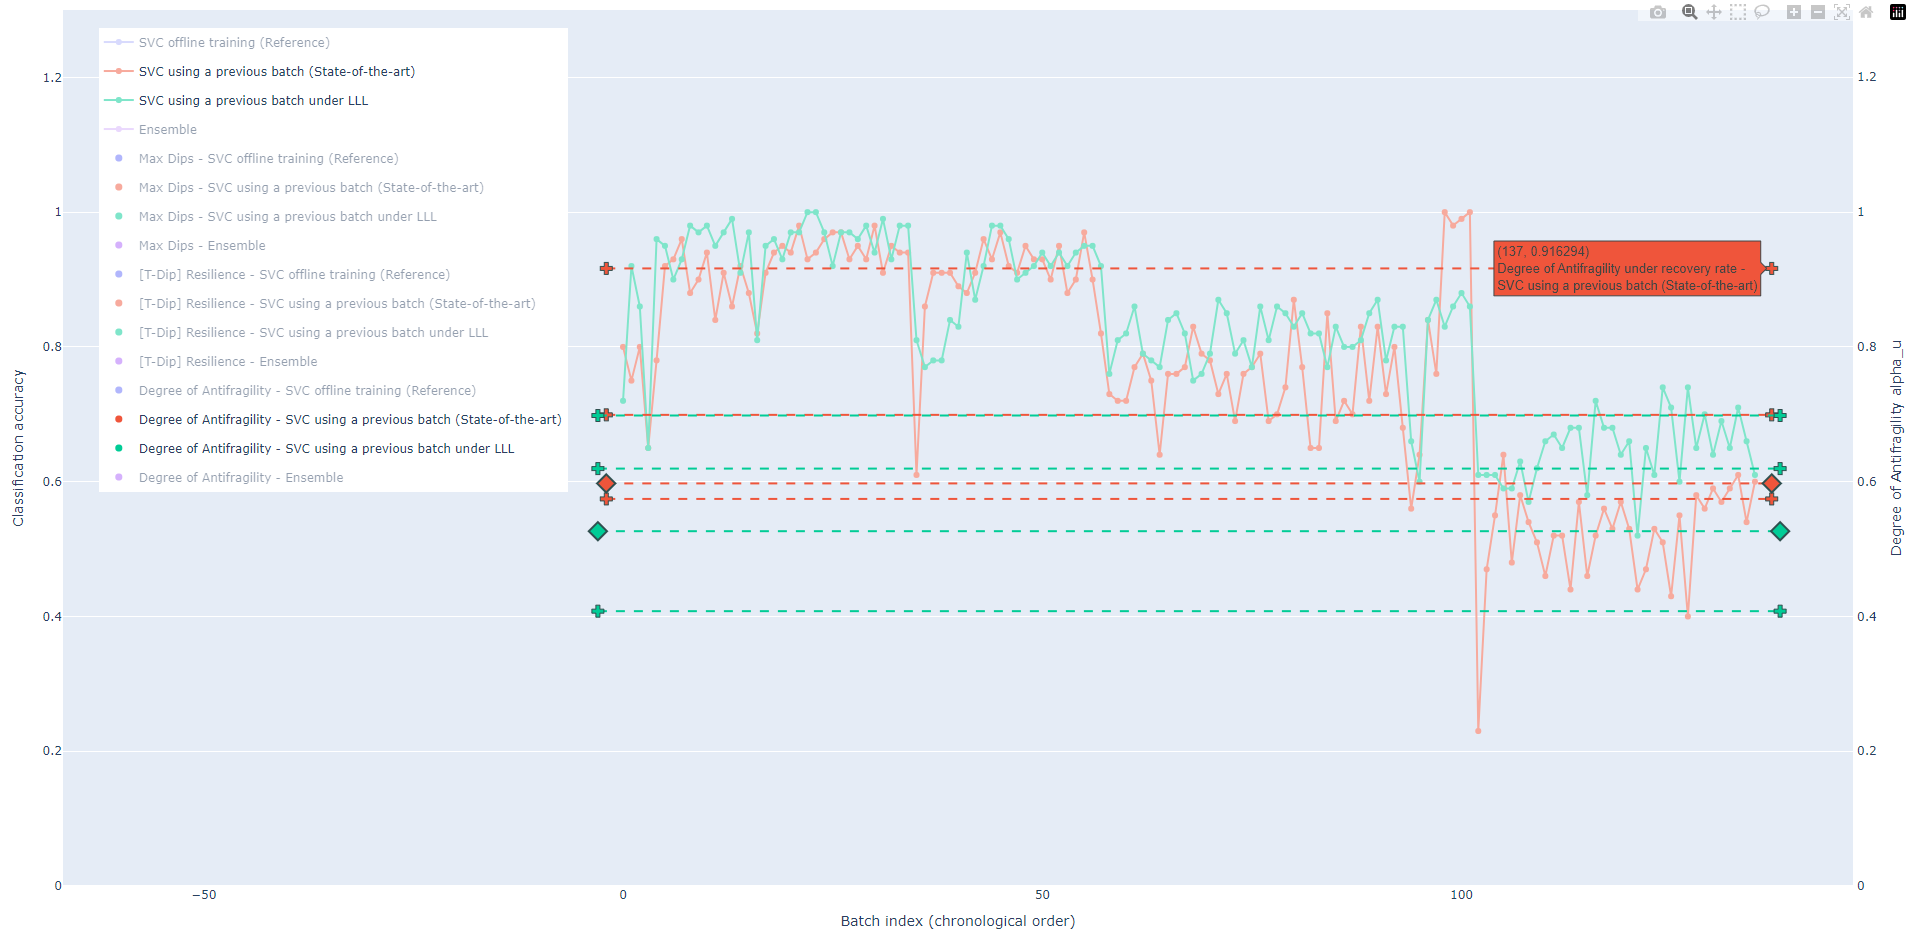 SVC offline training (Reference)
SVC using a previous batch (State-of-the-art)
SVC using a previous batch under LLL
Ensemble
Max Dips - SVC offline training (Reference)
Max Dips - SVC using a previous batch (State-of-the-art)
Max Dips - SVC using a previous batch under LLL
Max Dips - Ensemble
[T-Dip] Resilience - SVC offline training (Reference)
[T-Dip] Resilience - SVC using a previous batch (State-of-the-art)
[T-Dip] Resilience - SVC using a previous batch under LLL
[T-Dip] Resilience - Ensemble
Degree of Antifragility - SVC offline training (Reference)
Degree of Antifragility - SVC using a previous batch (State-of-the-art)
Degree of Antifragility - SVC using a previous batch under LLL
Degree of Antifragility - Ensemble
(137, 0.916294)
Degree of Antifragility under recovery rate -
SVC using a previous batch (State-of-the-art)
Classification accuracy
1.2
1
0.8
0.6
0.4
0.2
0
1.2
1
0.8
0.6
0.4
0.2
0
Degree of Antifragility alpha_u
−50
0
50
100
Batch index (chronological order)